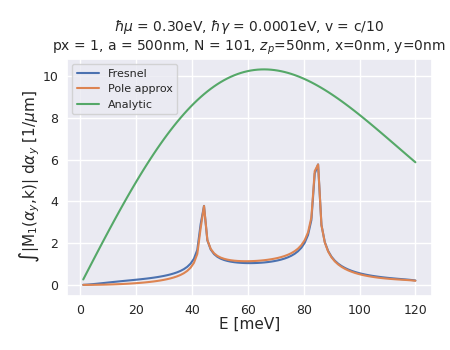 ℏμ = 0.30eV, ℏγ = 0.0001eV, v = c/10
px = 1, a = 500nm, N = 101, z_p=50nm, x=0nm, y=0nm
Fresnel
Pole approx
Analytic
∫|M₁(α_y,k)| dα_y [1/μm]
10
8
6
4
2
0
0 20 40 60 80 100 120
E [meV]